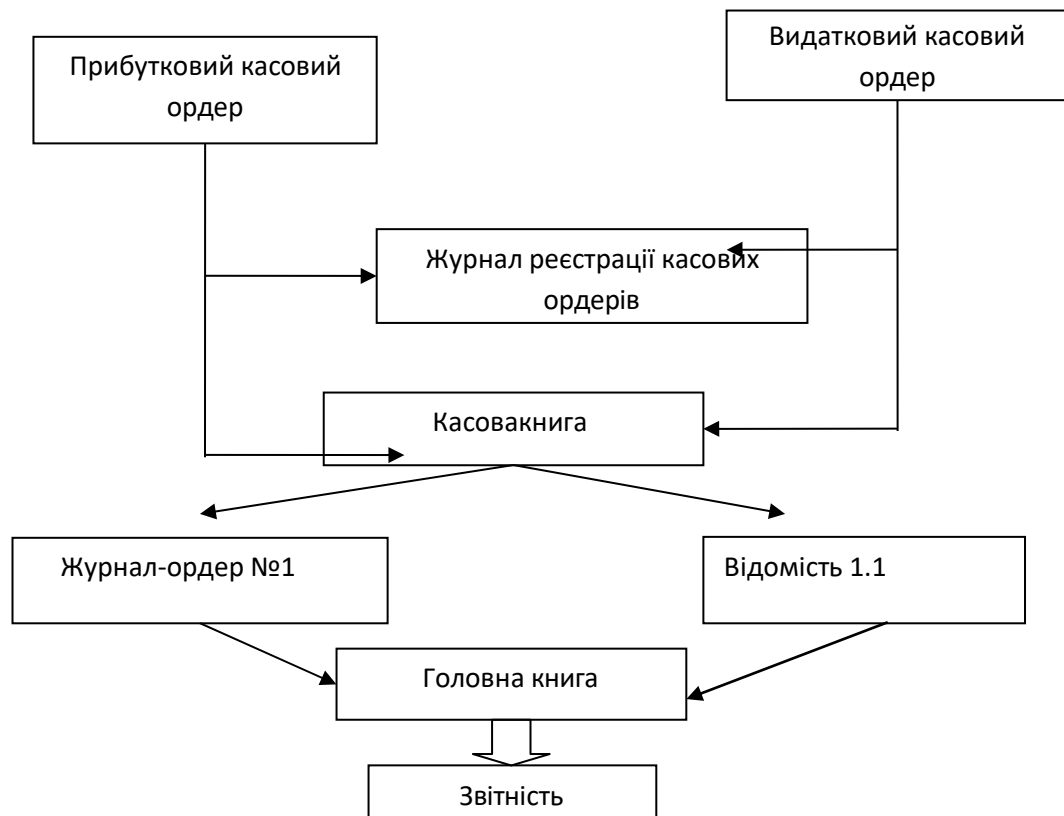 Прибутковий касовий
ордер
Видатковий касовий
ордер
Журнал реєстрації касових
ордерів
Касовакнига
Журнал-ордер №1
Відомість 1.1
Головна книга
Звітність